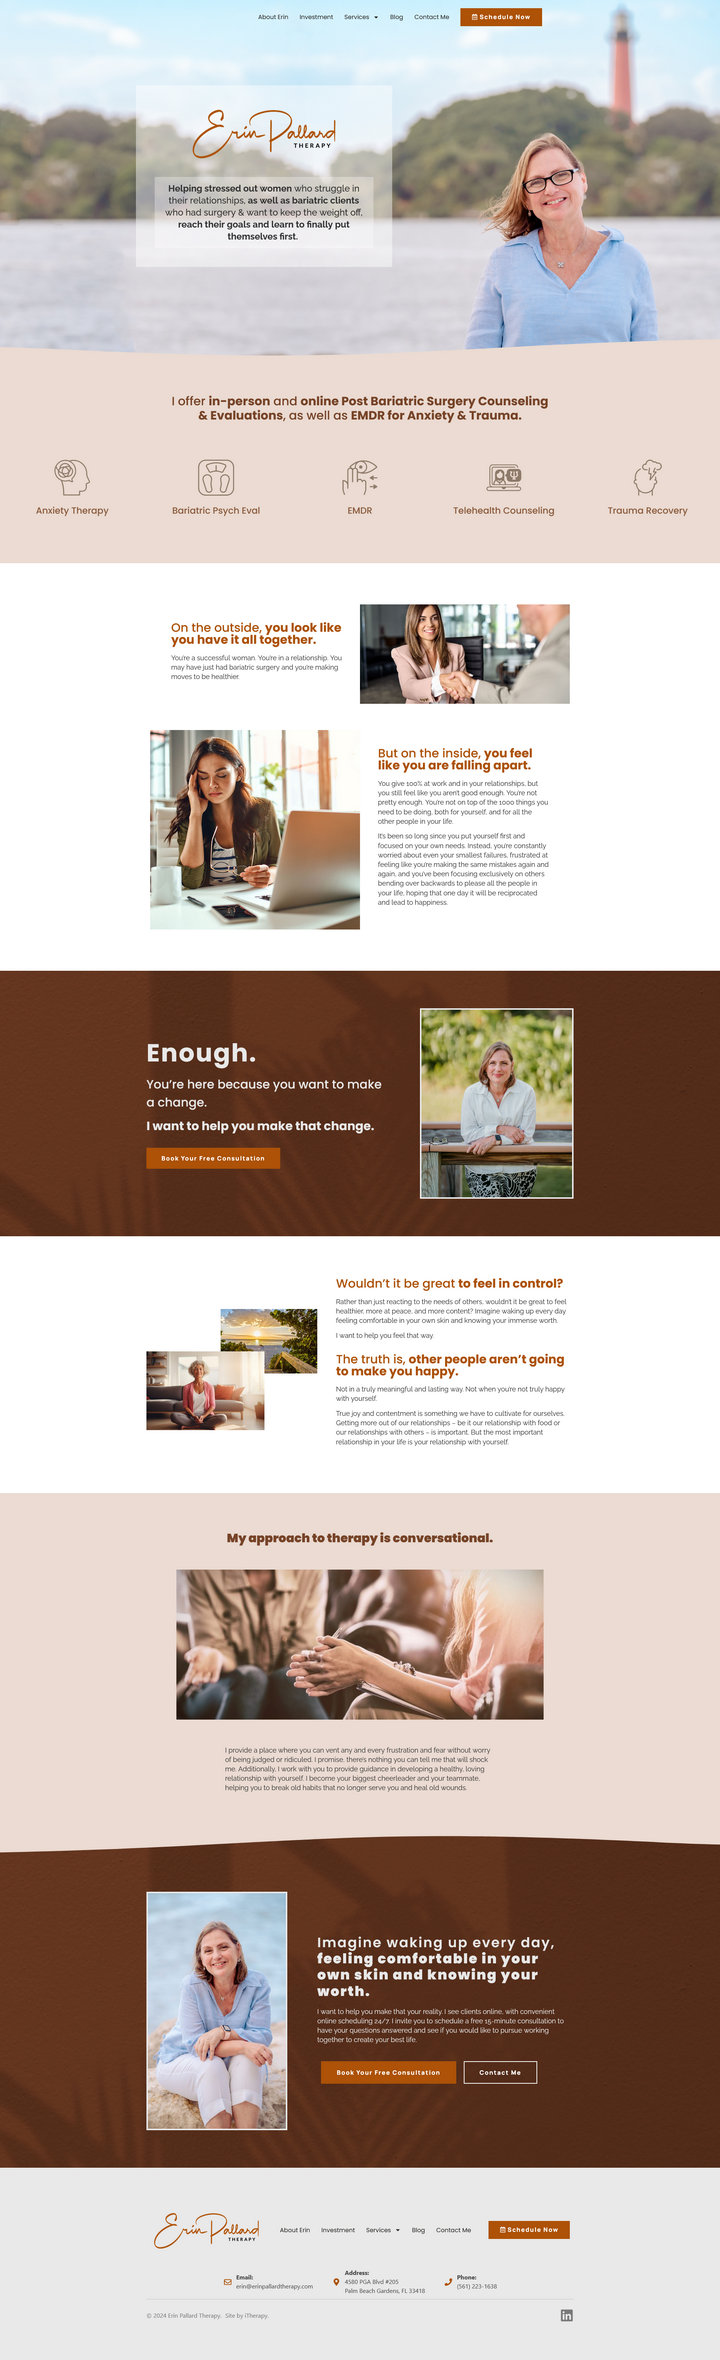 About Erin Investment Services Blog Contact Me Schedule Now
Erin Pallard
THERAPY
Helping stressed out women who struggle in
their relationships, as well as bariatric clients
who had surgery & want to keep the weight off,
reach their goals and learn to finally put
themselves first.
I offer in-person and online Post Bariatric Surgery Counseling
& Evaluations, as well as EMDR for Anxiety & Trauma.
Anxiety Therapy
Bariatric Psych Eval
EMDR
Telehealth Counseling
Trauma Recovery
On the outside, you look like
you have it all together.
You're a successful woman. You're in a relationship. You
may have just had bariatric surgery and you're making
moves to be healthier.
But on the inside, you feel
like you are falling apart.
You give 100% at work and in your relationships, but
you still feel like you aren't good enough. You're not
pretty enough. You're not on top of the 1000 things you
need to be doing, both for yourself, and for all the
other people in your life.
It's been so long since you put yourself first and
focused on your own needs. Instead, you're constantly
worried about even your smallest failures, frustrated at
feeling like you're making the same mistakes again and
again, and you've been focusing exclusively on others
bending over backwards to please all the people in
your life, hoping that one day it will be reciprocated
and lead to happiness.
Enough.
You're here because you want to make
a change.
I want to help you make that change.
Book Your Free Consultation
Wouldn't it be great to feel in control?
Rather than just reacting to the needs of others, wouldn't it be great to feel
healthier, more at peace, and more content? Imagine waking up every day
feeling comfortable in your own skin and knowing your immense worth.
I want to help you feel that way.
The truth is, other people aren't going
to make you happy.
Not in a truly meaningful and lasting way. Not when you're not truly happy
with yourself.
True joy and contentment is something we have to cultivate for ourselves.
Getting more out of our relationships – be it our relationship with food or
our relationships with others – is important. But the most important
relationship in your life is your relationship with yourself.
My approach to therapy is conversational.
I provide a place where you can vent any and every frustration and fear without worry
of being judged or ridiculed. I promise, there's nothing you can tell me that will shock
me. Additionally, I work with you to provide guidance in developing a healthy, loving
relationship with yourself. I become your biggest cheerleader and your teammate,
helping you to break old habits that no longer serve you and heal old wounds.
Imagine waking up every day,
feeling comfortable in your
own skin and knowing your
worth.
I want to help you make that your reality. I see clients online, with convenient
online scheduling 24/7. I invite you to schedule a free 15-minute consultation to
have your questions answered and see if you would like to pursue working
together to create your best life.
Book Your Free Consultation
Contact Me
Erin Pallard
THERAPY
About Erin Investment Services Blog Contact Me Schedule Now
Email:
erin@erinpallardtherapy.com
Address:
4580 PGA Blvd #205
Palm Beach Gardens, FL 33418
Phone:
(561) 223-1638
© 2024 Erin Pallard Therapy. Site by iTherapy.
in